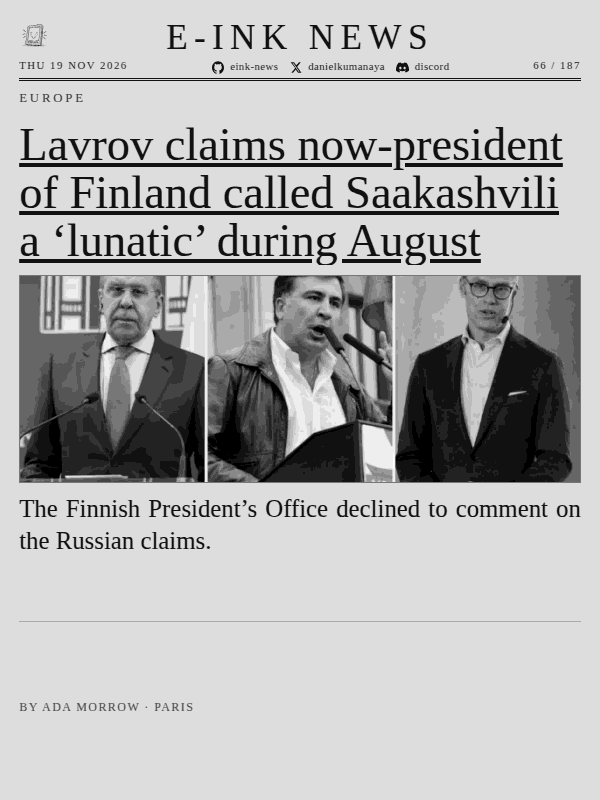 E-INK NEWS
THU 19 NOV 2026
eink-news danielkumanaya discord
66 / 187
EUROPE
Lavrov claims now-president
of Finland called Saakashvili
a ‘lunatic’ during August
The Finnish President’s Office declined to comment on
the Russian claims.
BY ADA MORROW · PARIS